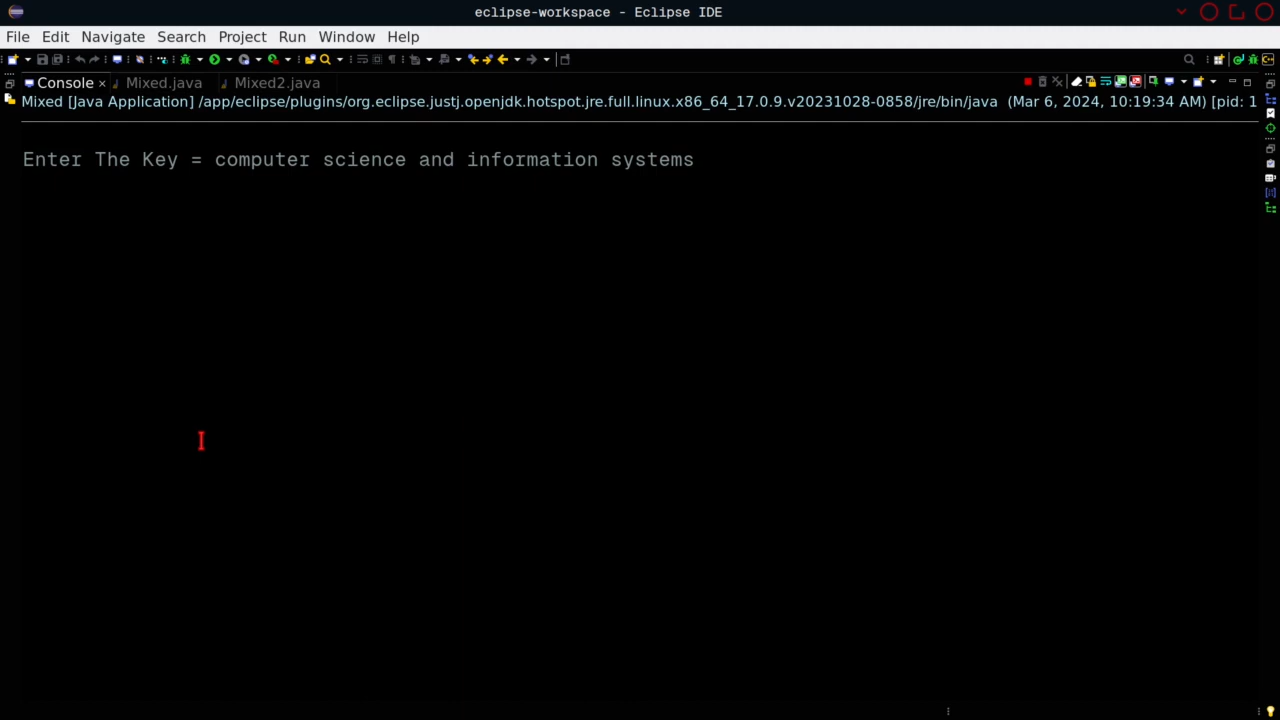 eclipse-workspace - Eclipse IDE
File Edit Navigate Search Project Run Window Help
Console × Mixed.java Mixed2.java
Mixed [Java Application] /app/eclipse/plugins/org.eclipse.justj.openjdk.hotspot.jre.full.linux.x86_64_17.0.9.v20231028-0858/jre/bin/java (Mar 6, 2024, 10:19:34 AM) [pid: 1
Enter The Key = computer science and information systems